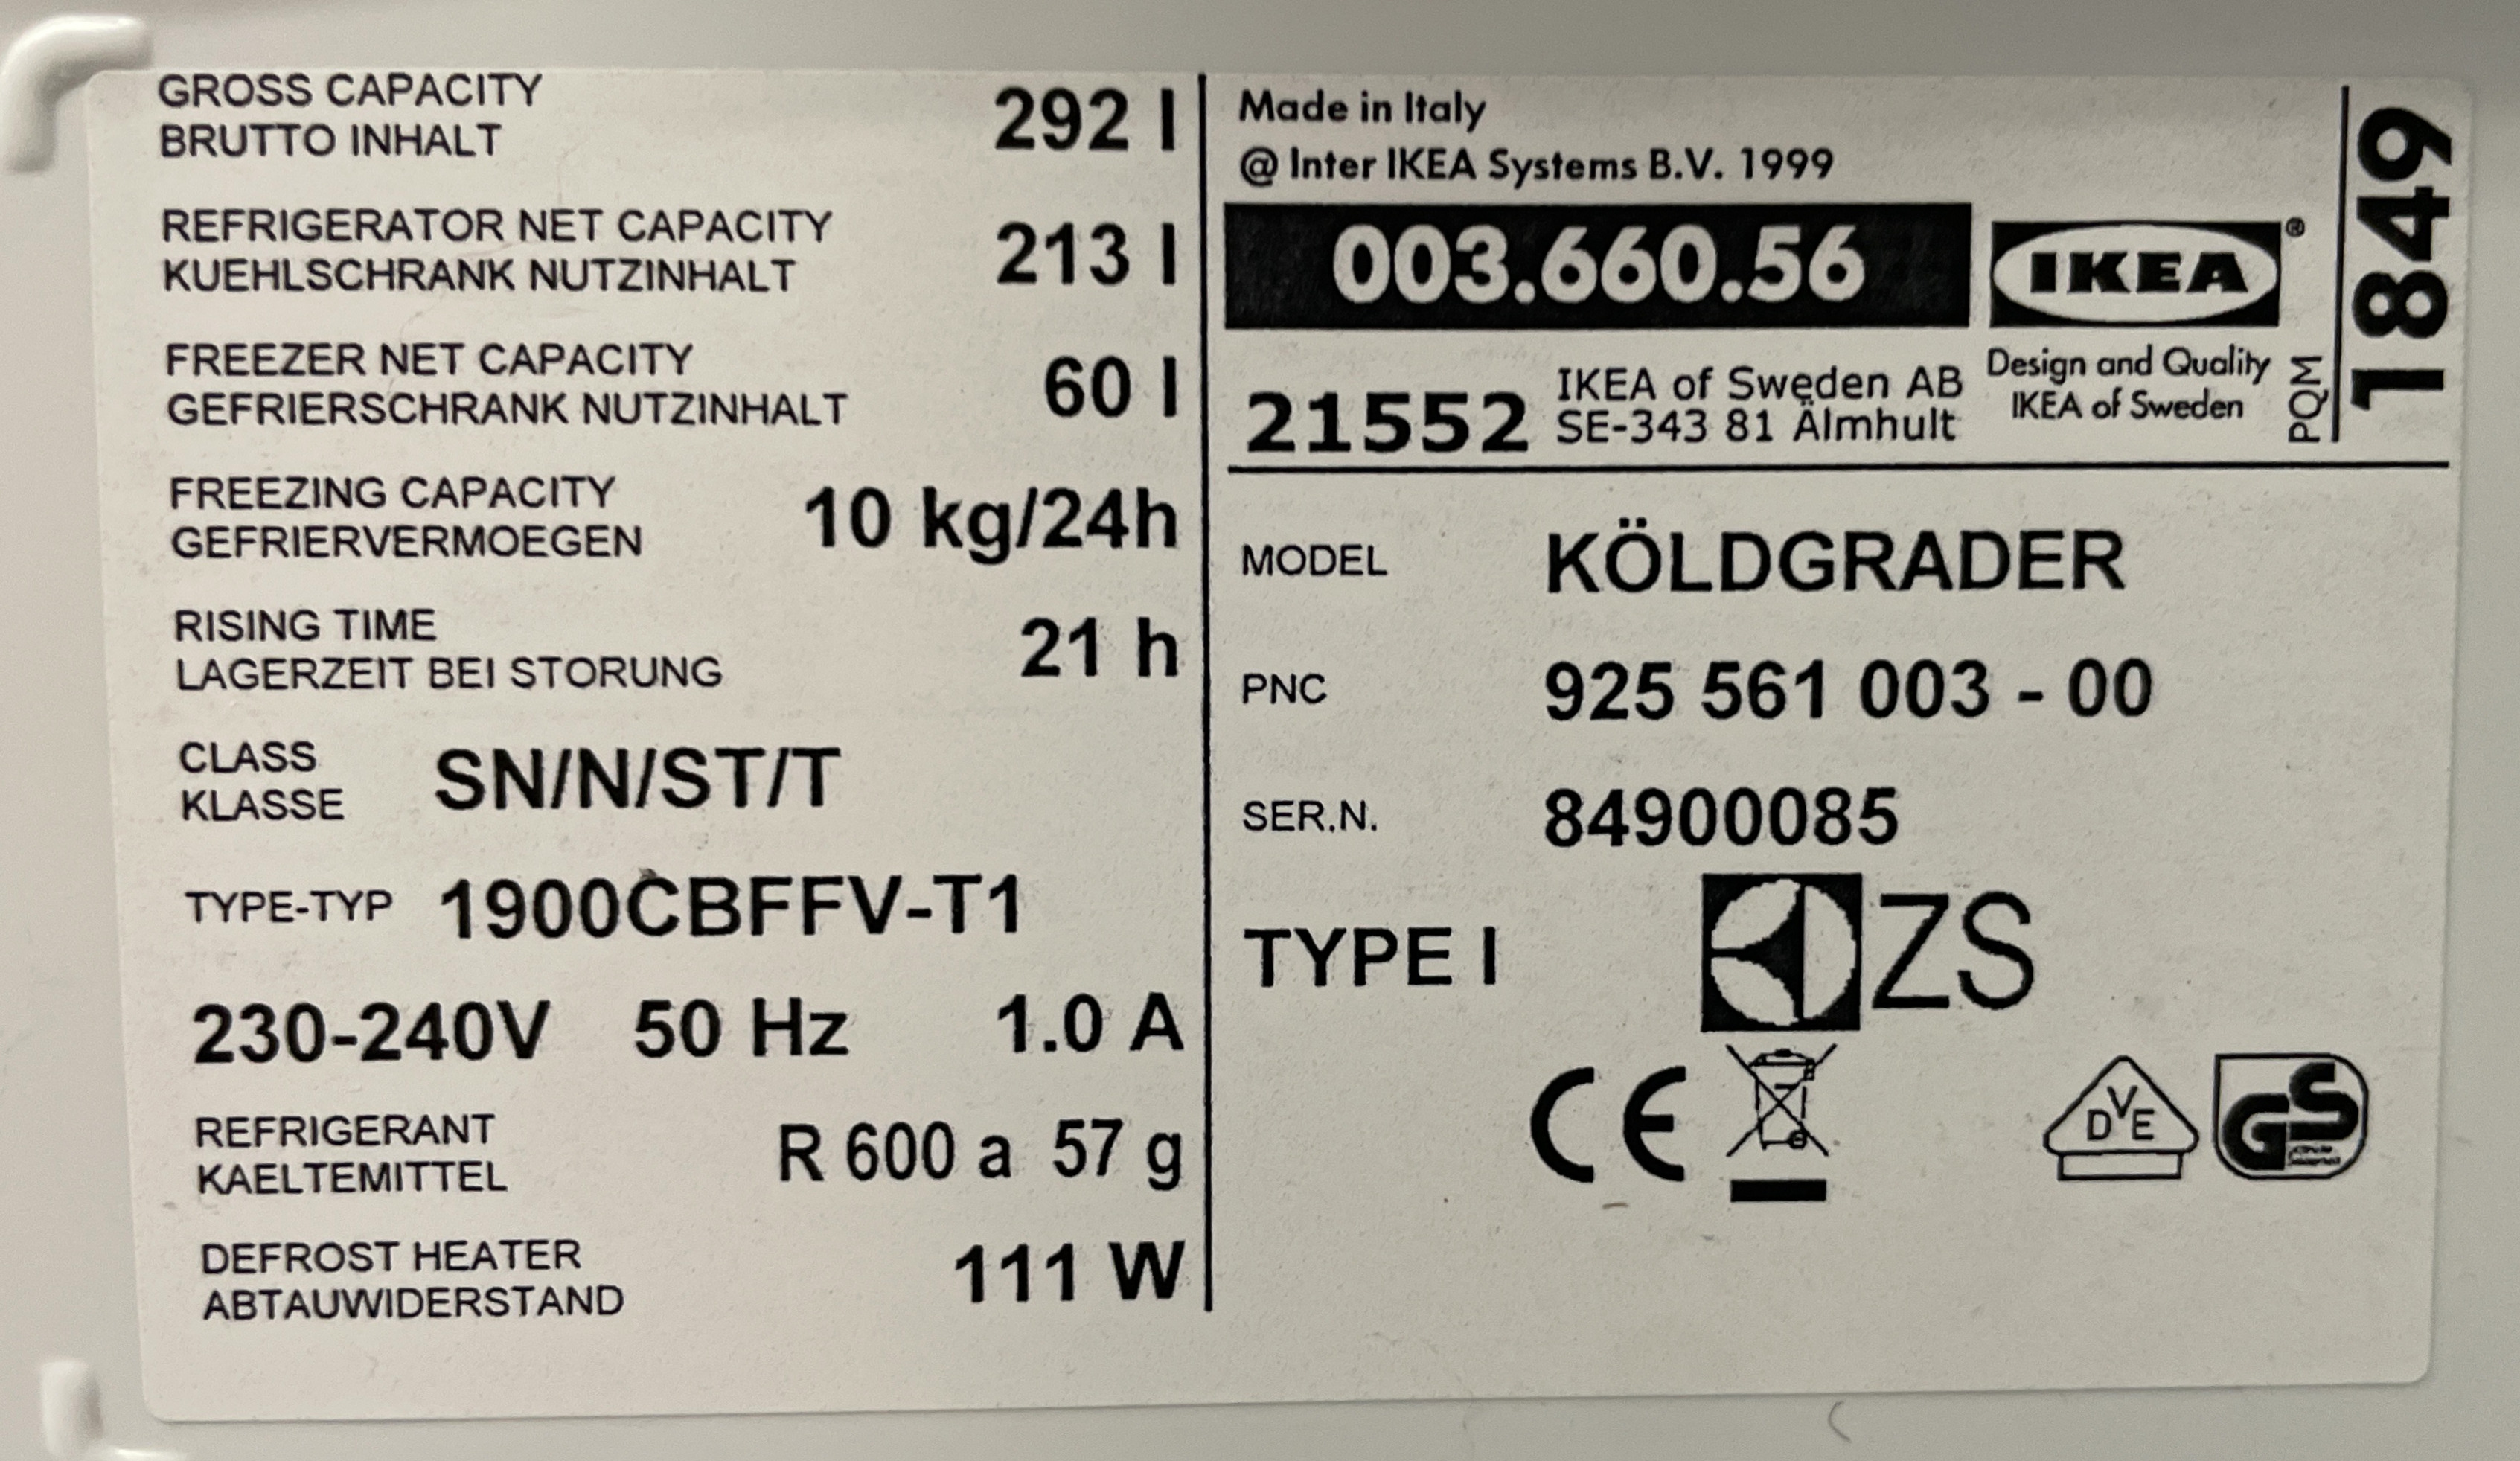 GROSS CAPACITY
BRUTTO INHALT
292 l
REFRIGERATOR NET CAPACITY
KUEHLSCHRANK NUTZINHALT
213 l
FREEZER NET CAPACITY
GEFRIERSCHRANK NUTZINHALT
60 l
FREEZING CAPACITY
GEFRIERVERMOEGEN
10 kg/24h
RISING TIME
LAGERZEIT BEI STORUNG
21 h
CLASS
KLASSE
SN/N/ST/T
TYPE-TYP 1900CBFFV-T1
230-240V 50 Hz 1.0 A
REFRIGERANT
KAELTEMITTEL
R 600 a 57 g
DEFROST HEATER
ABTAUWIDERSTAND
111 W
Made in Italy
@ Inter IKEA Systems B.V. 1999
003.660.56
IKEA®
21552
IKEA of Sweden AB
SE-343 81 Älmhult
Design and Quality
IKEA of Sweden
PQM
1849
MODEL KÖLDGRADER
PNC 925 561 003 - 00
SER.N. 84900085
TYPE I
ZS
CE
DVE
GS